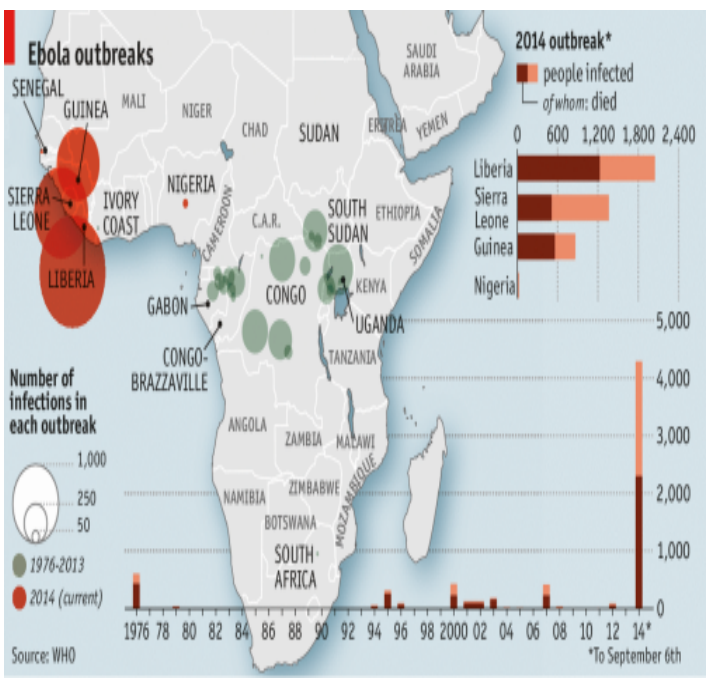 Ebola outbreaks
SENEGAL
GUINEA
MALI
NIGER
CHAD
SUDAN
ERITREA
YEMEN
SAUDI
ARABIA
SIERRA
LEONE
IVORY
COAST
NIGERIA
LIBERIA
CAMEROON
C.A.R.
SOUTH
SUDAN
ETHIOPIA
SOMALIA
GABON
CONGO
KENYA
UGANDA
CONGO-
BRAZZAVILLE
TANZANIA
ANGOLA
ZAMBIA
MALAWI
NAMIBIA
ZIMBABWE
MOZAMBIQUE
BOTSWANA
SOUTH
AFRICA
2014 outbreak*
people infected
of whom: died
0 600 1,200 1,800 2,400
Liberia
Sierra
Leone
Guinea
Nigeria
Number of
infections in
each outbreak
1,000
250
50
1976-2013
2014 (current)
5,000
4,000
3,000
2,000
1,000
0
1976 78 80 82 84 86 88 90 92 94 96 98 2000 02 04 06 08 10 12 14*
Source: WHO
*To September 6th